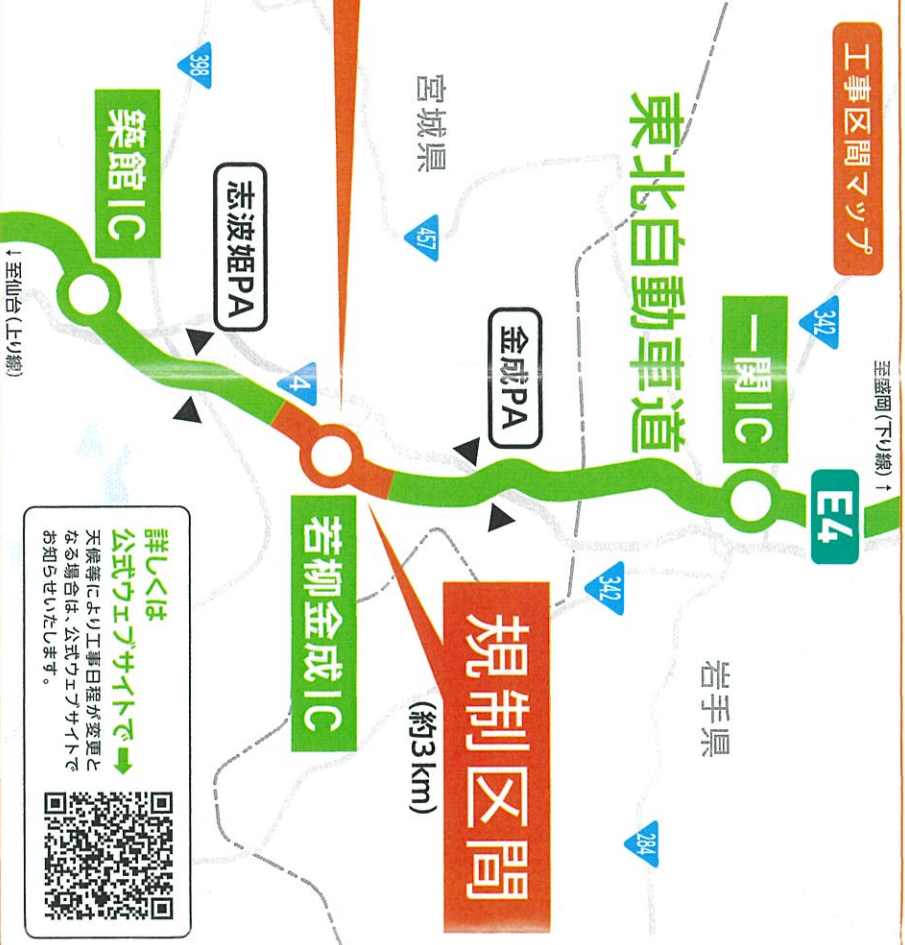 工事区間マップ
至盛岡(下り線)↑
E4
342
一関IC
岩手県
東北自動車道
284
342
金成PA
規制区間
(約3km)
宮城県
457
若柳金成IC
4
志波姫PA
398
築館IC
↓至仙台(上り線)
詳しくは
公式ウェブサイトで➡
天候等により工事日程が変更と
なる場合は、公式ウェブサイトで
お知らせいたします。